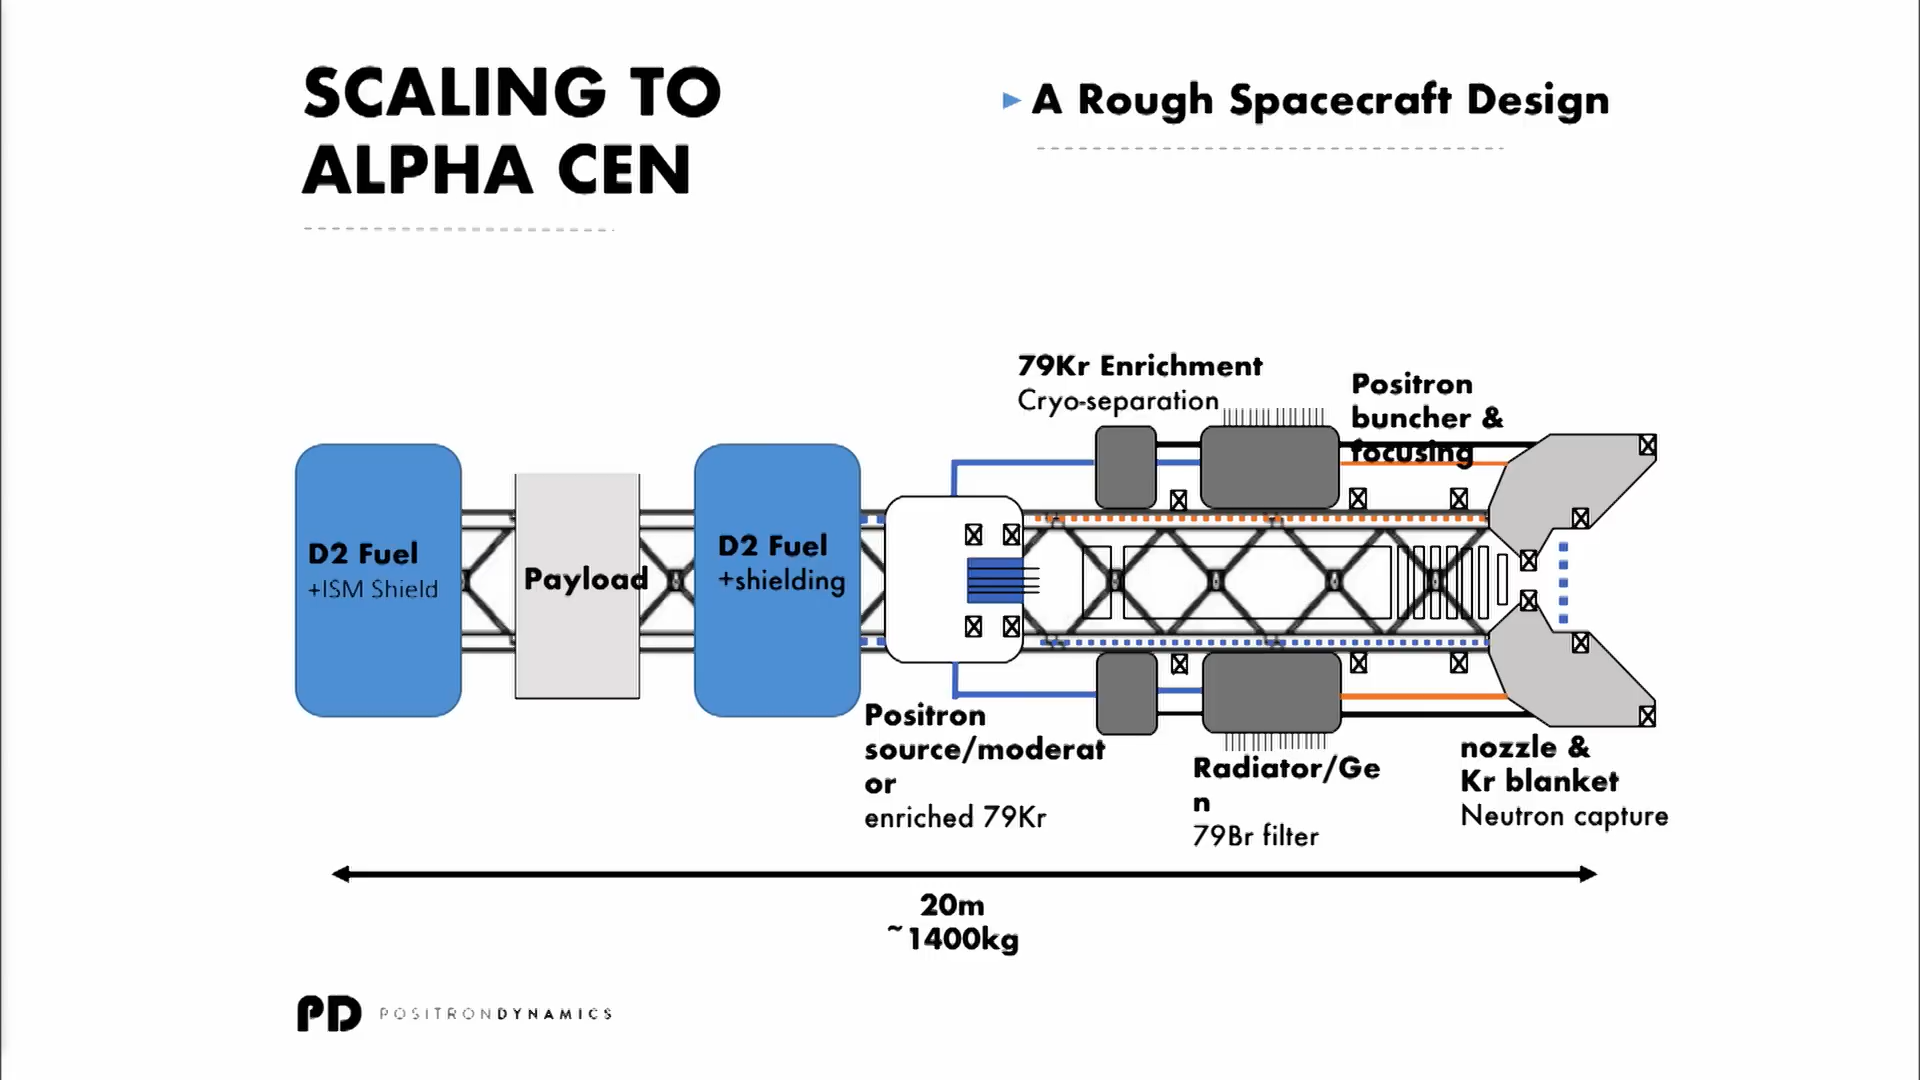 SCALING TO
ALPHA CEN
A Rough Spacecraft Design
79Kr Enrichment
Cryo-separation
Positron
buncher &
focusing
D2 Fuel
+ISM Shield
Payload
D2 Fuel
+shielding
Positron
source/moderat
or
enriched 79Kr
Radiator/Ge
n
79Br filter
nozzle &
Kr blanket
Neutron capture
20m
~1400kg
PD POSITRONDYNAMICS